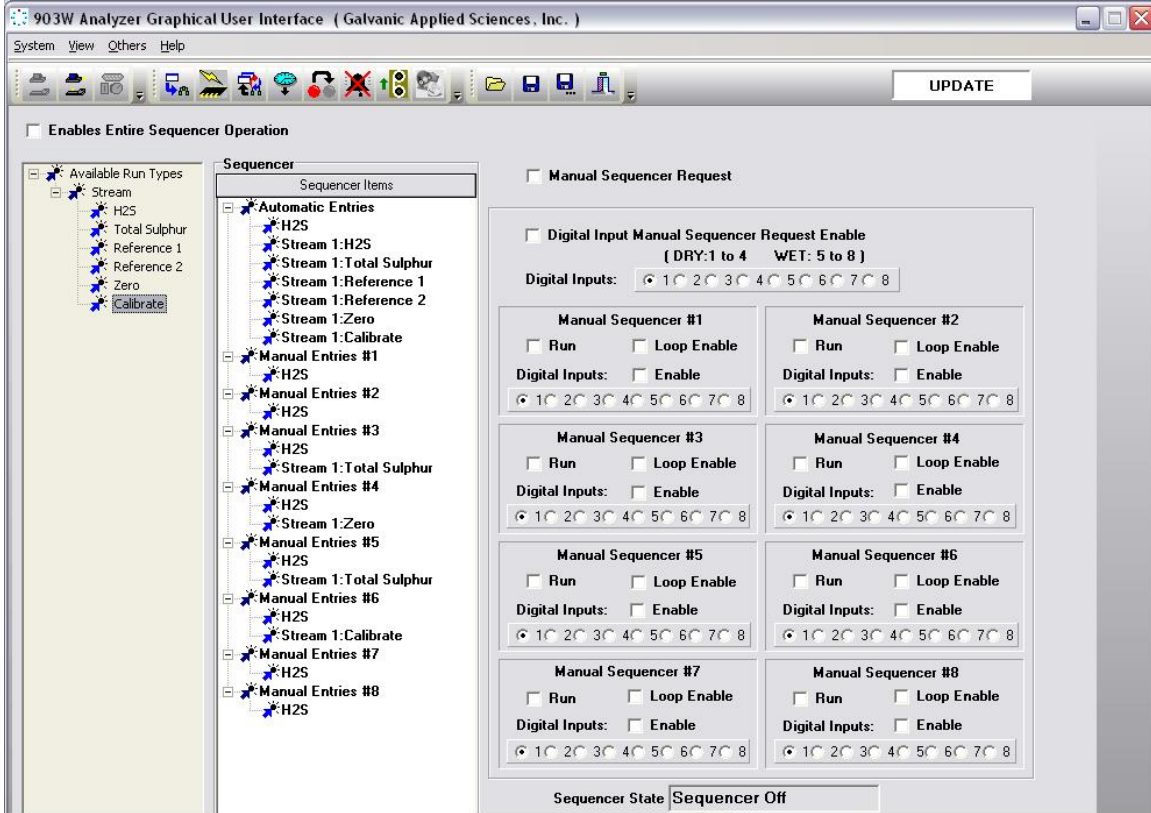 903W Analyzer Graphical User Interface ( Galvanic Applied Sciences, Inc. )
System View Others Help
UPDATE
Enables Entire Sequencer Operation
Available Run Types
Stream
H2S
Total Sulphur
Reference 1
Reference 2
Zero
Calibrate
Sequencer
Sequencer Items
Automatic Entries
H2S
Stream 1:H2S
Stream 1:Total Sulphur
Stream 1:Reference 1
Stream 1:Reference 2
Stream 1:Zero
Stream 1:Calibrate
Manual Entries #1
H2S
Manual Entries #2
H2S
Manual Entries #3
H2S
Stream 1:Total Sulphur
Manual Entries #4
H2S
Stream 1:Zero
Manual Entries #5
H2S
Stream 1:Total Sulphur
Manual Entries #6
H2S
Stream 1:Calibrate
Manual Entries #7
H2S
Manual Entries #8
H2S
Manual Sequencer Request
Digital Input Manual Sequencer Request Enable
( DRY:1 to 4 WET: 5 to 8 )
Digital Inputs: 1 2 3 4 5 6 7 8
Manual Sequencer #1
Run Loop Enable
Digital Inputs: Enable
1 2 3 4 5 6 7 8
Manual Sequencer #2
Run Loop Enable
Digital Inputs: Enable
1 2 3 4 5 6 7 8
Manual Sequencer #3
Run Loop Enable
Digital Inputs: Enable
1 2 3 4 5 6 7 8
Manual Sequencer #4
Run Loop Enable
Digital Inputs: Enable
1 2 3 4 5 6 7 8
Manual Sequencer #5
Run Loop Enable
Digital Inputs: Enable
1 2 3 4 5 6 7 8
Manual Sequencer #6
Run Loop Enable
Digital Inputs: Enable
1 2 3 4 5 6 7 8
Manual Sequencer #7
Run Loop Enable
Digital Inputs: Enable
1 2 3 4 5 6 7 8
Manual Sequencer #8
Run Loop Enable
Digital Inputs: Enable
1 2 3 4 5 6 7 8
Sequencer State Sequencer Off